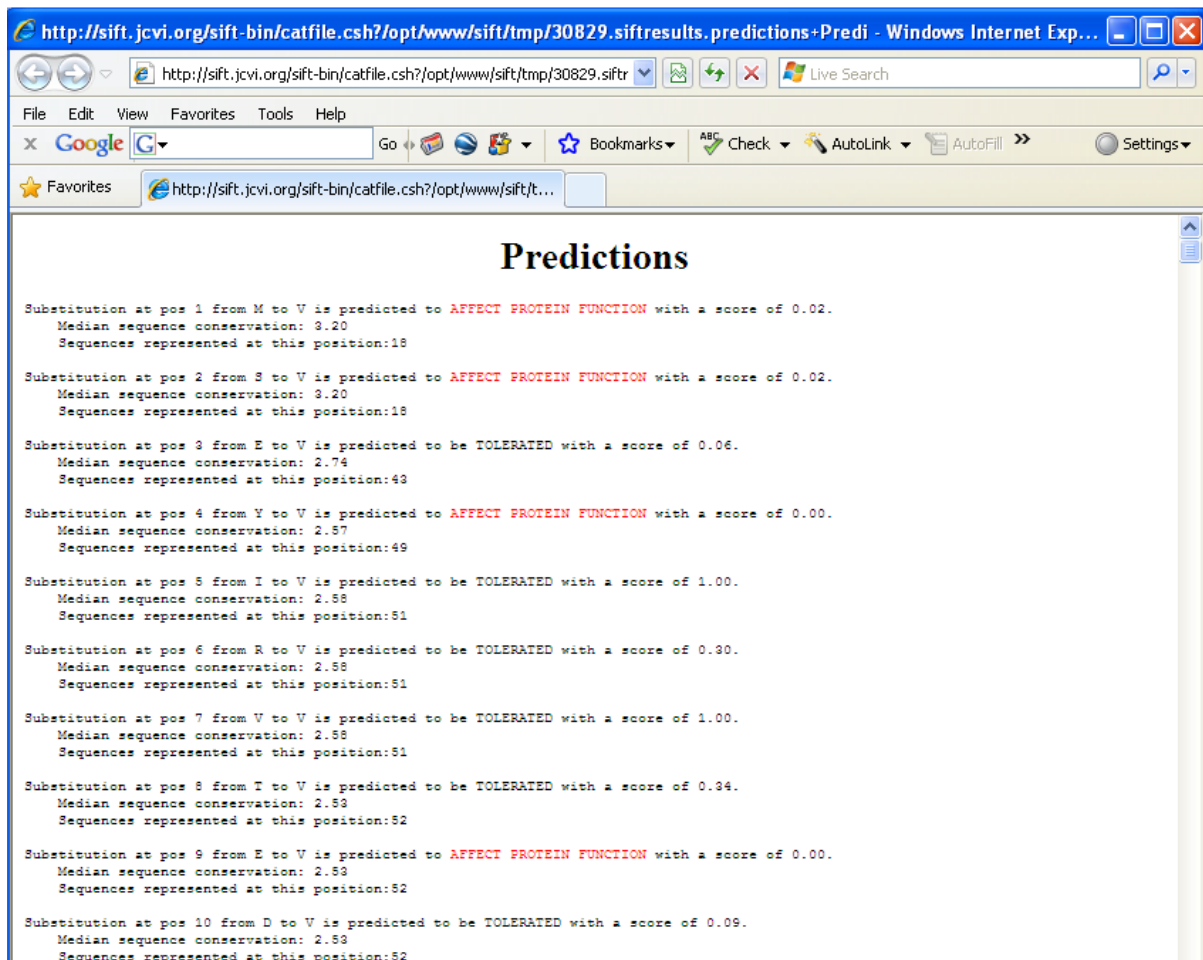 http://sift.jcvi.org/sift-bin/catfile.csh?/opt/www/sift/tmp/30829.siftresults.predictions+Predi - Windows Internet Exp...
http://sift.jcvi.org/sift-bin/catfile.csh?/opt/www/sift/tmp/30829.siftr Live Search
File Edit View Favorites Tools Help
x Google G Go Bookmarks ABC Check AutoLink AutoFill >> Settings
Favorites http://sift.jcvi.org/sift-bin/catfile.csh?/opt/www/sift/t...
Predictions
Substitution at pos 1 from M to V is predicted to AFFECT PROTEIN FUNCTION with a score of 0.02.
Median sequence conservation: 3.20
Sequences represented at this position:18
Substitution at pos 2 from S to V is predicted to AFFECT PROTEIN FUNCTION with a score of 0.02.
Median sequence conservation: 3.20
Sequences represented at this position:18
Substitution at pos 3 from E to V is predicted to be TOLERATED with a score of 0.06.
Median sequence conservation: 2.74
Sequences represented at this position:43
Substitution at pos 4 from Y to V is predicted to AFFECT PROTEIN FUNCTION with a score of 0.00.
Median sequence conservation: 2.57
Sequences represented at this position:49
Substitution at pos 5 from I to V is predicted to be TOLERATED with a score of 1.00.
Median sequence conservation: 2.58
Sequences represented at this position:51
Substitution at pos 6 from R to V is predicted to be TOLERATED with a score of 0.30.
Median sequence conservation: 2.58
Sequences represented at this position:51
Substitution at pos 7 from V to V is predicted to be TOLERATED with a score of 1.00.
Median sequence conservation: 2.58
Sequences represented at this position:51
Substitution at pos 8 from T to V is predicted to be TOLERATED with a score of 0.34.
Median sequence conservation: 2.53
Sequences represented at this position:52
Substitution at pos 9 from E to V is predicted to AFFECT PROTEIN FUNCTION with a score of 0.00.
Median sequence conservation: 2.53
Sequences represented at this position:52
Substitution at pos 10 from D to V is predicted to be TOLERATED with a score of 0.09.
Median sequence conservation: 2.53
Sequences represented at this position:52